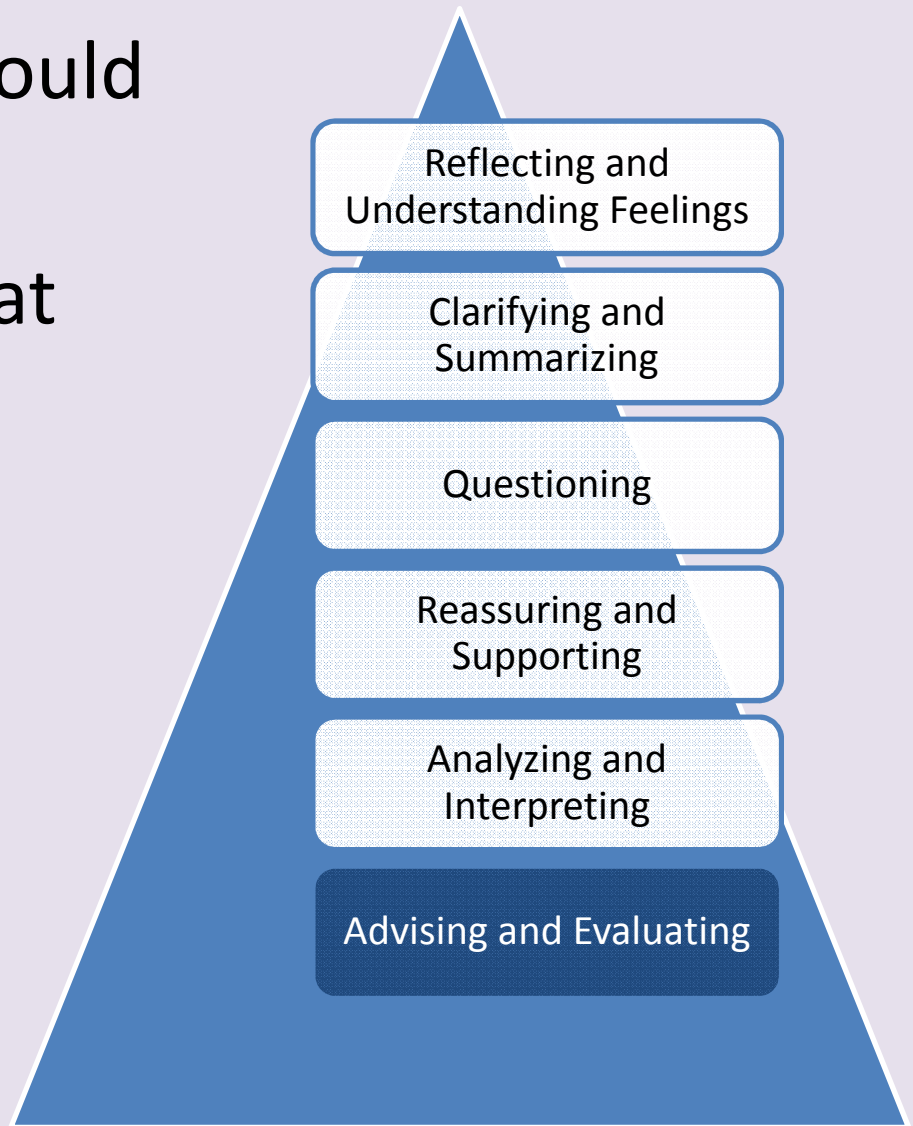 ould
at
Reflecting and
Understanding Feelings
Clarifying and
Summarizing
Questioning
Reassuring and
Supporting
Analyzing and
Interpreting
Advising and Evaluating